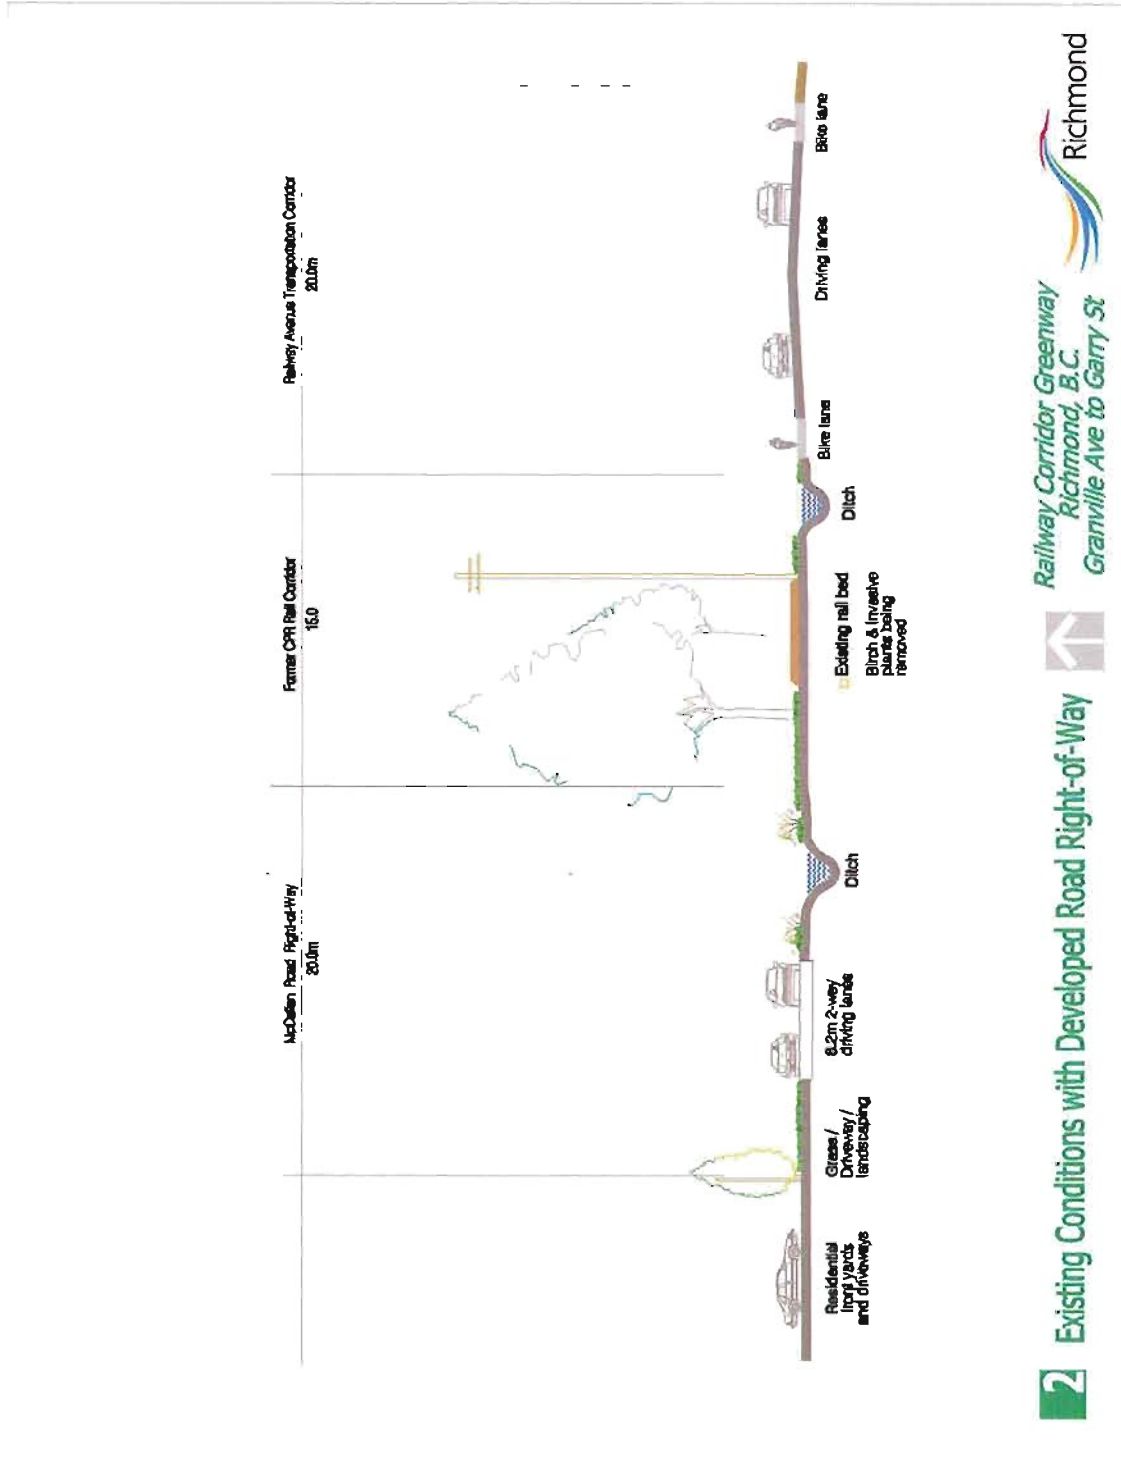 McCallan Road Right-of-Way
20.0m
Former CPR Rail Corridor
15.0
Railway Avenue Transportation Corridor
20.0m
Residential
front yards
and driveways
Grass /
Driveway /
landscaping
8.2m 2-way
driving lanes
Ditch
Existing rail bed
Birch & Invasive
plants being
removed
Ditch
Bike lane
Driving lanes
Bike lane
2 Existing Conditions with Developed Road Right-of-Way
Railway Corridor Greenway
Richmond, B.C.
Granville Ave to Garry St
Richmond